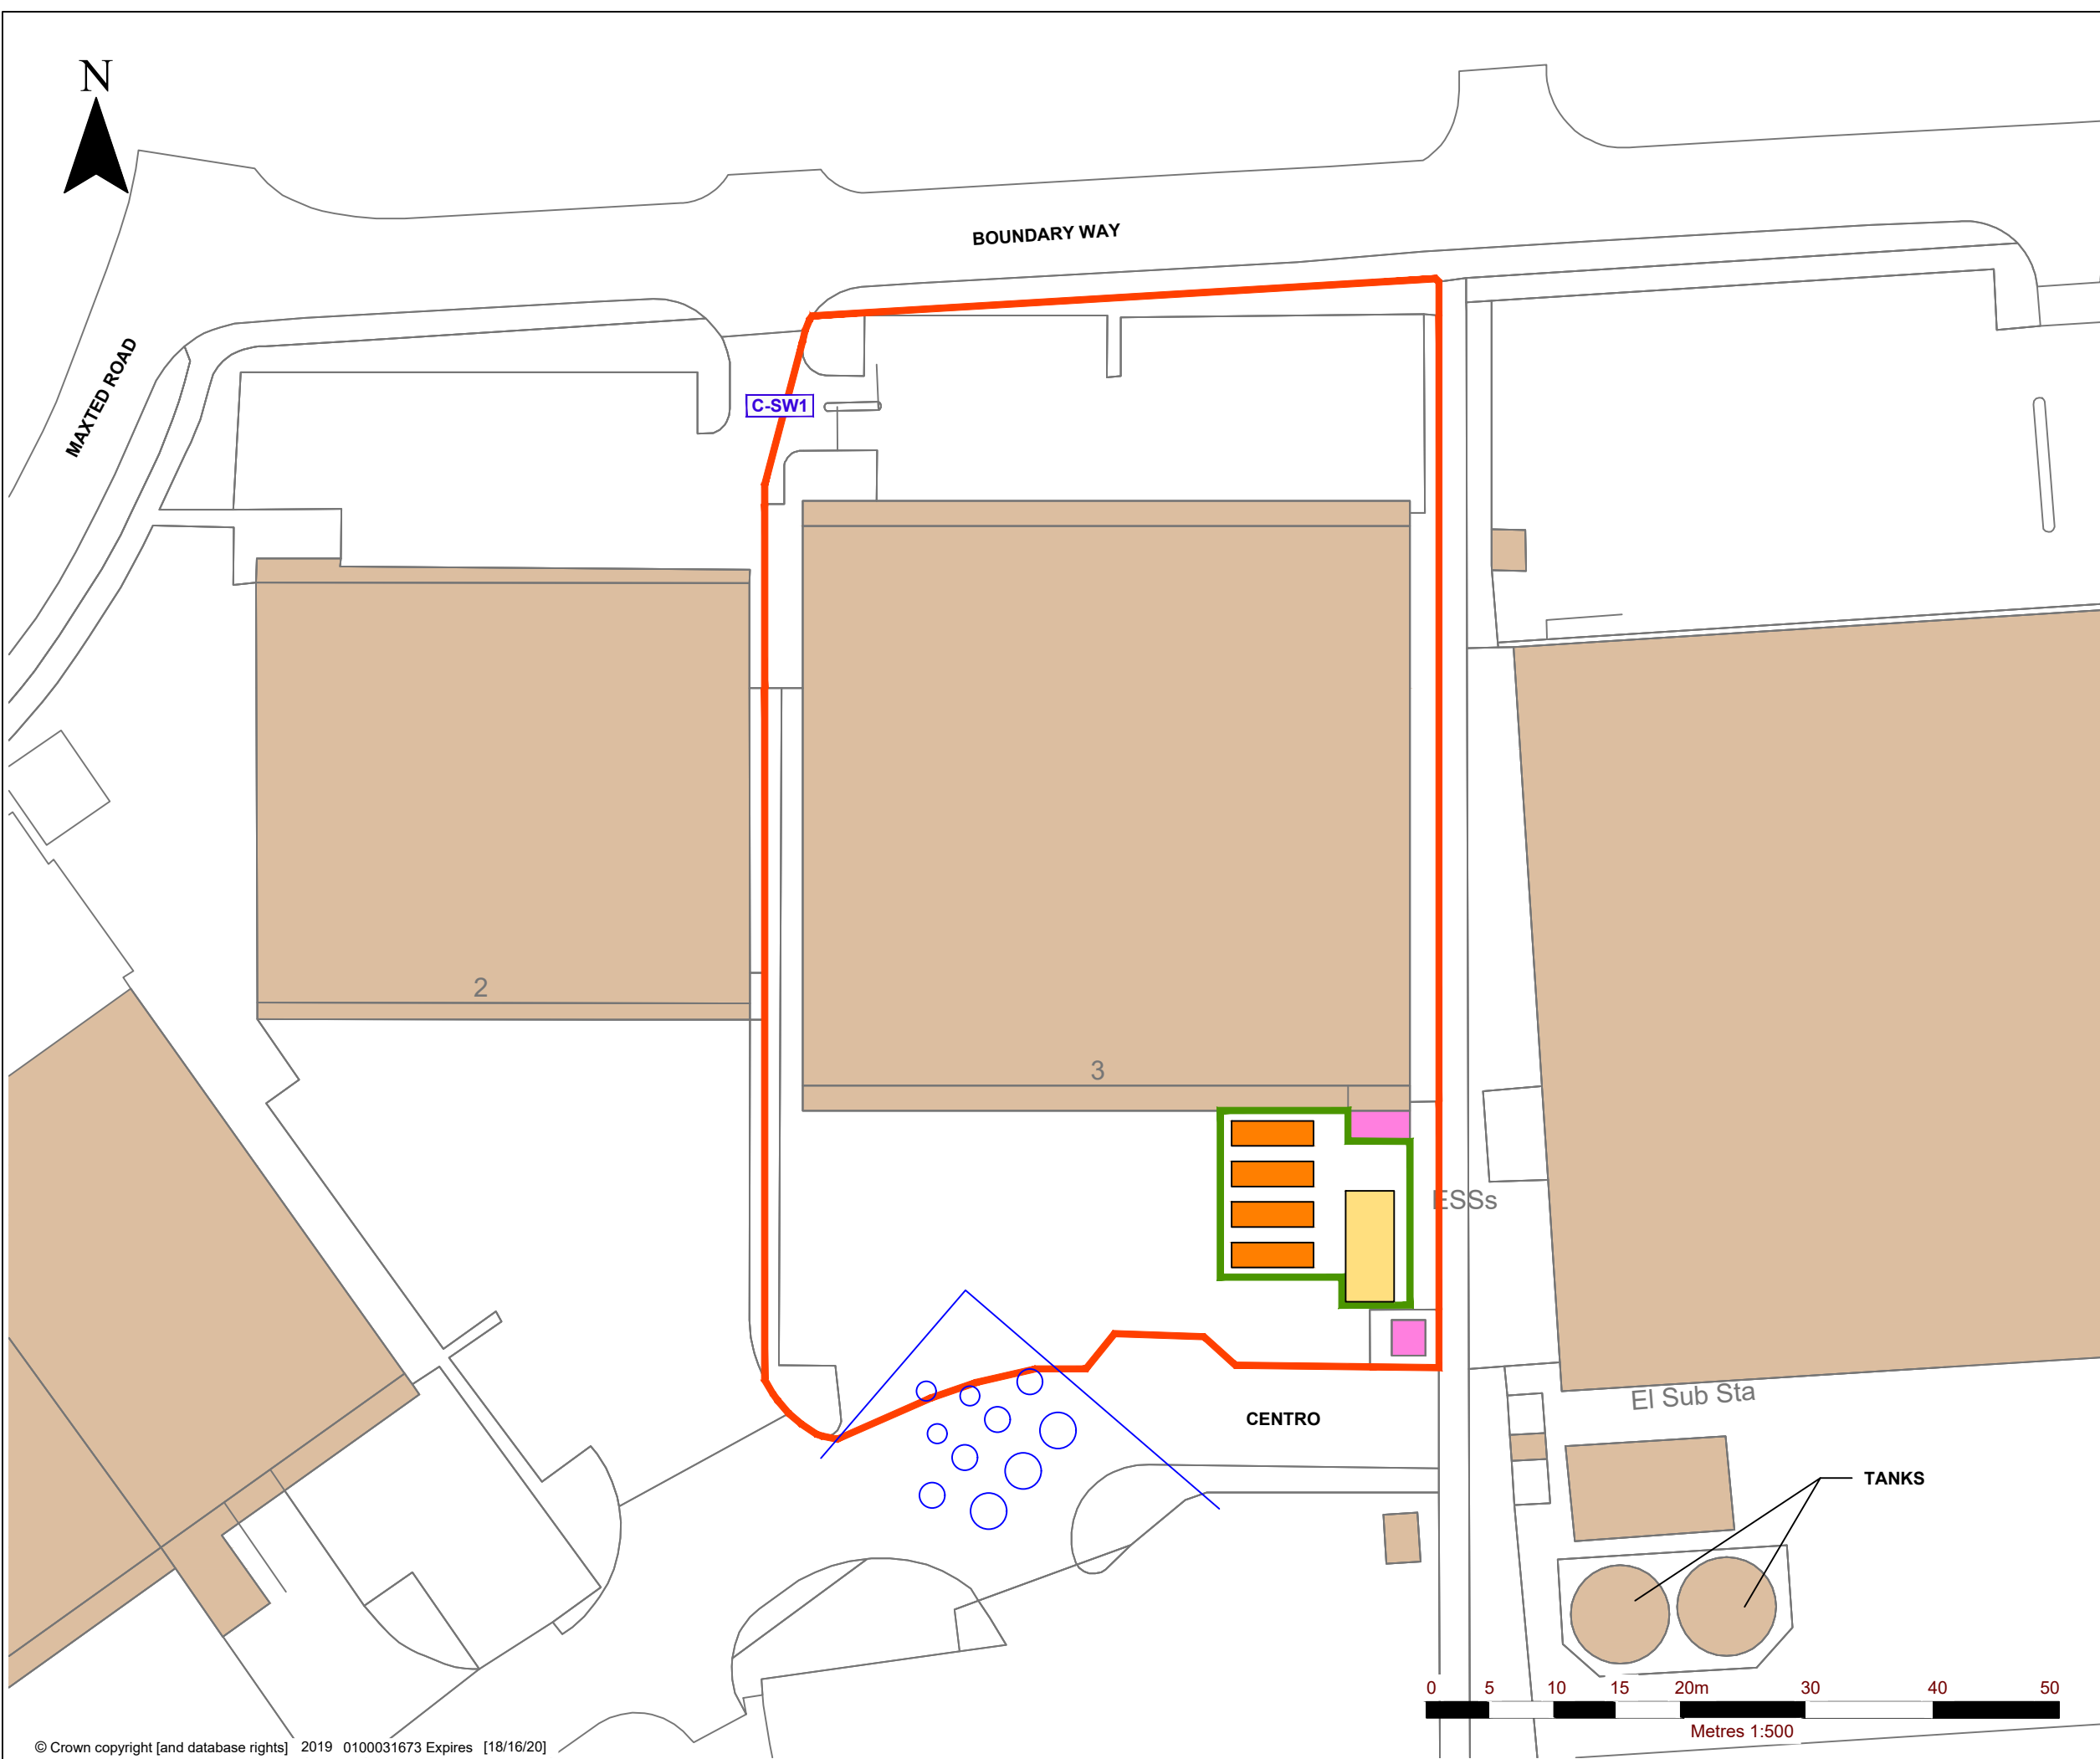 N
BOUNDARY WAY
MAXTED ROAD
C-SW1
2
3
ESSs
El Sub Sta
CENTRO
TANKS
0 5 10 15 20m 30 40 50
Metres 1:500
© Crown copyright [and database rights] 2019 0100031673 Expires [18/16/20]